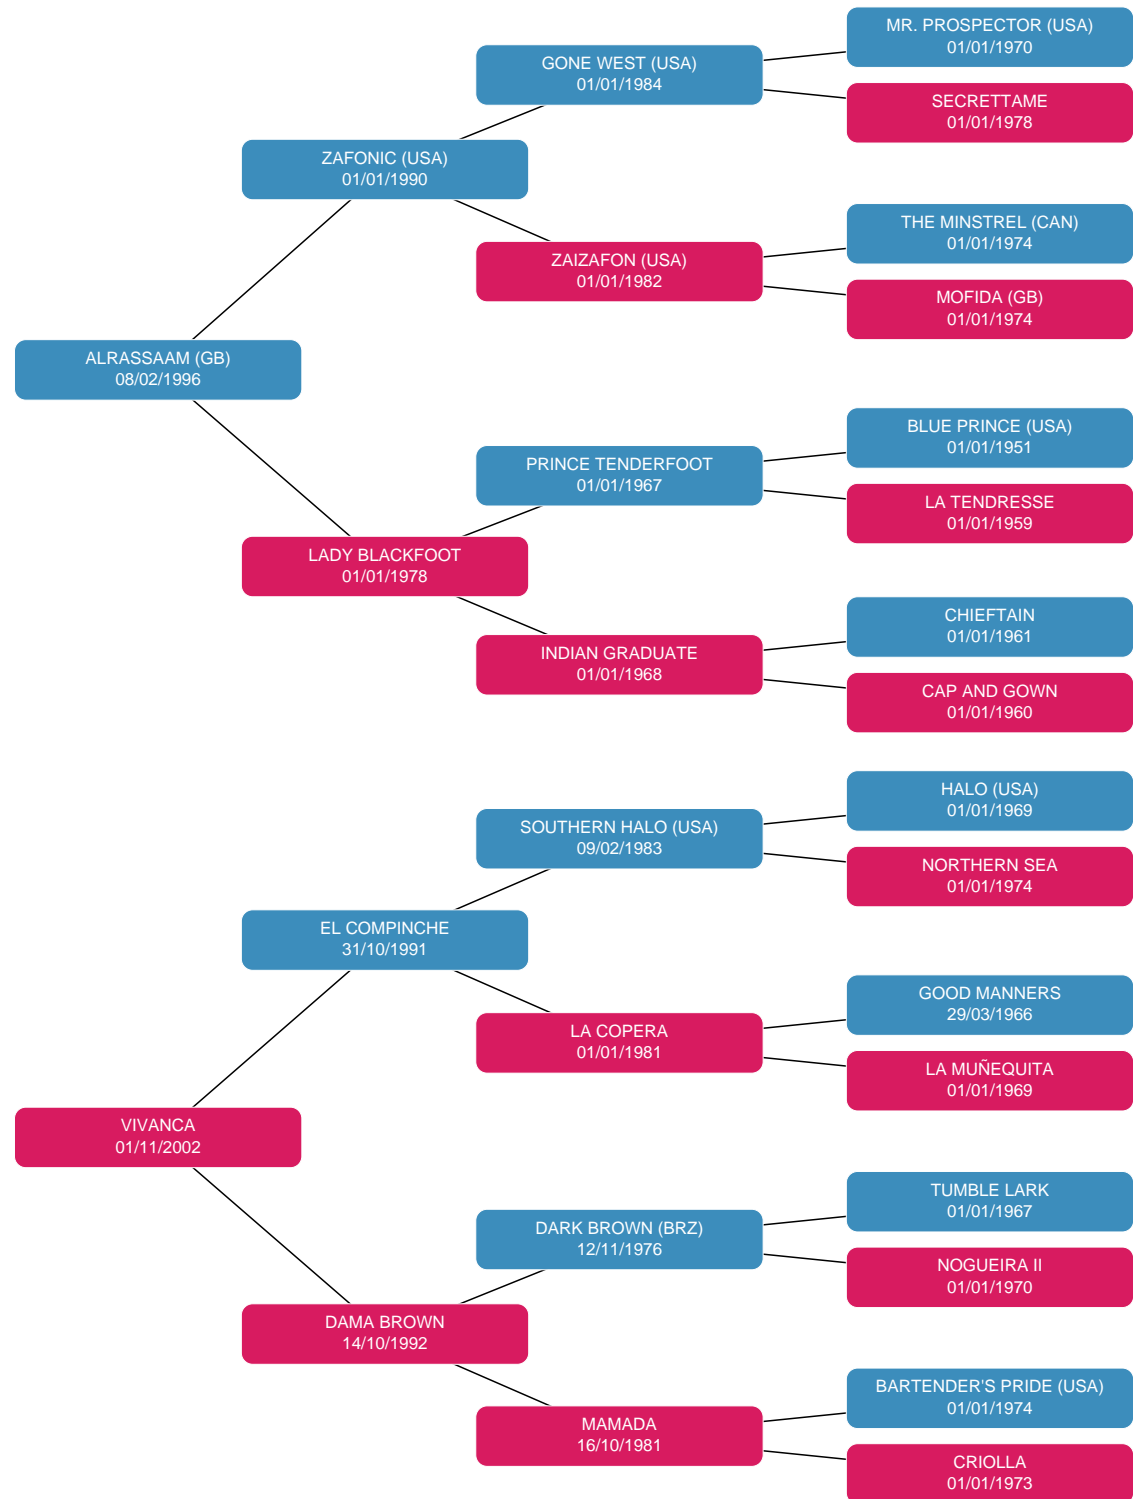 MR. PROSPECTOR (USA)
01/01/1970
GONE WEST (USA)
01/01/1984
SECRETTAME
01/01/1978
ZAFONIC (USA)
01/01/1990
THE MINSTREL (CAN)
01/01/1974
ZAIZAFON (USA)
01/01/1982
MOFIDA (GB)
01/01/1974
ALRASSAAM (GB)
08/02/1996
BLUE PRINCE (USA)
01/01/1951
PRINCE TENDERFOOT
01/01/1967
LA TENDRESSE
01/01/1959
LADY BLACKFOOT
01/01/1978
CHIEFTAIN
01/01/1961
INDIAN GRADUATE
01/01/1968
CAP AND GOWN
01/01/1960
HALO (USA)
01/01/1969
SOUTHERN HALO (USA)
09/02/1983
NORTHERN SEA
01/01/1974
EL COMPINCHE
31/10/1991
GOOD MANNERS
29/03/1966
LA COPERA
01/01/1981
LA MUÑEQUITA
01/01/1969
VIVANCA
01/11/2002
TUMBLE LARK
01/01/1967
DARK BROWN (BRZ)
12/11/1976
NOGUEIRA II
01/01/1970
DAMA BROWN
14/10/1992
BARTENDER'S PRIDE (USA)
01/01/1974
MAMADA
16/10/1981
CRIOLLA
01/01/1973